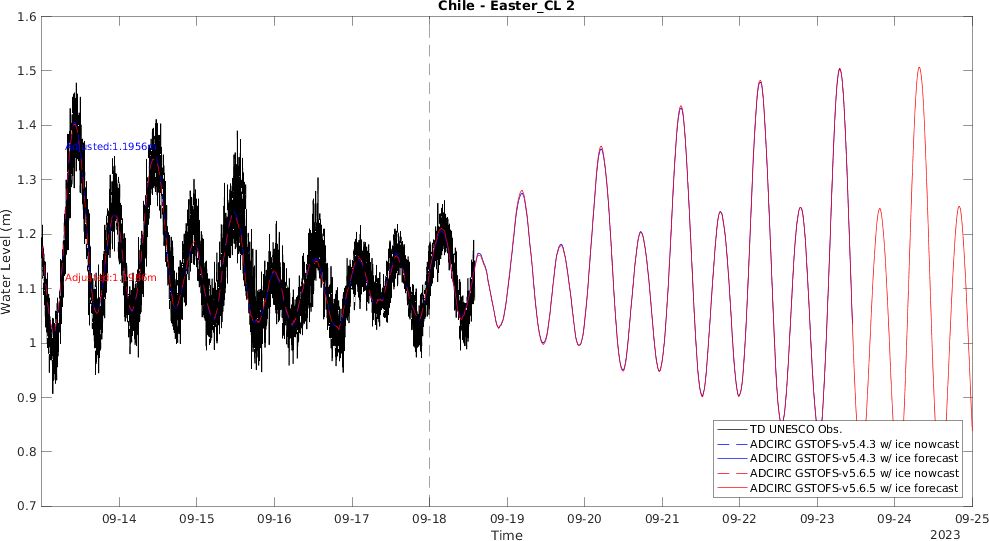 Chile - Easter_CL 2
1.6
1.5
1.4
1.3
1.2
1.1
1
0.9
0.8
0.7
Water Level (m)
Adjusted:1.1956m
TD UNESCO Obs.
ADCIRC GSTOFS-v5.4.3 w/ ice nowcast
ADCIRC GSTOFS-v5.4.3 w/ ice forecast
ADCIRC GSTOFS-v5.6.5 w/ ice nowcast
ADCIRC GSTOFS-v5.6.5 w/ ice forecast
09-14 09-15 09-16 09-17 09-18 09-19 09-20 09-21 09-22 09-23 09-24 09-25
Time
2023